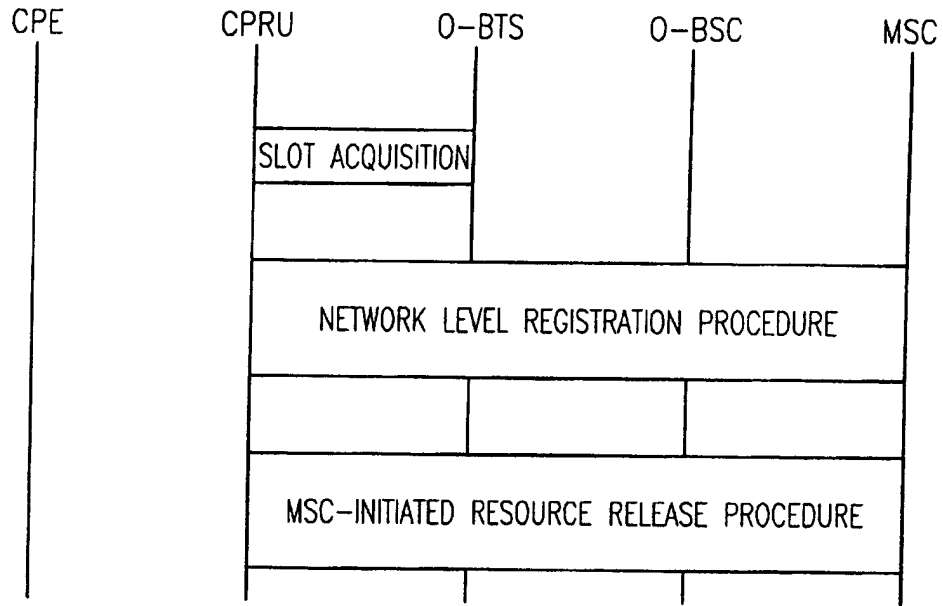 CPE CPRU O-BTS O-BSC MSC
SLOT ACQUISITION
NETWORK LEVEL REGISTRATION PROCEDURE
MSC-INITIATED RESOURCE RELEASE PROCEDURE